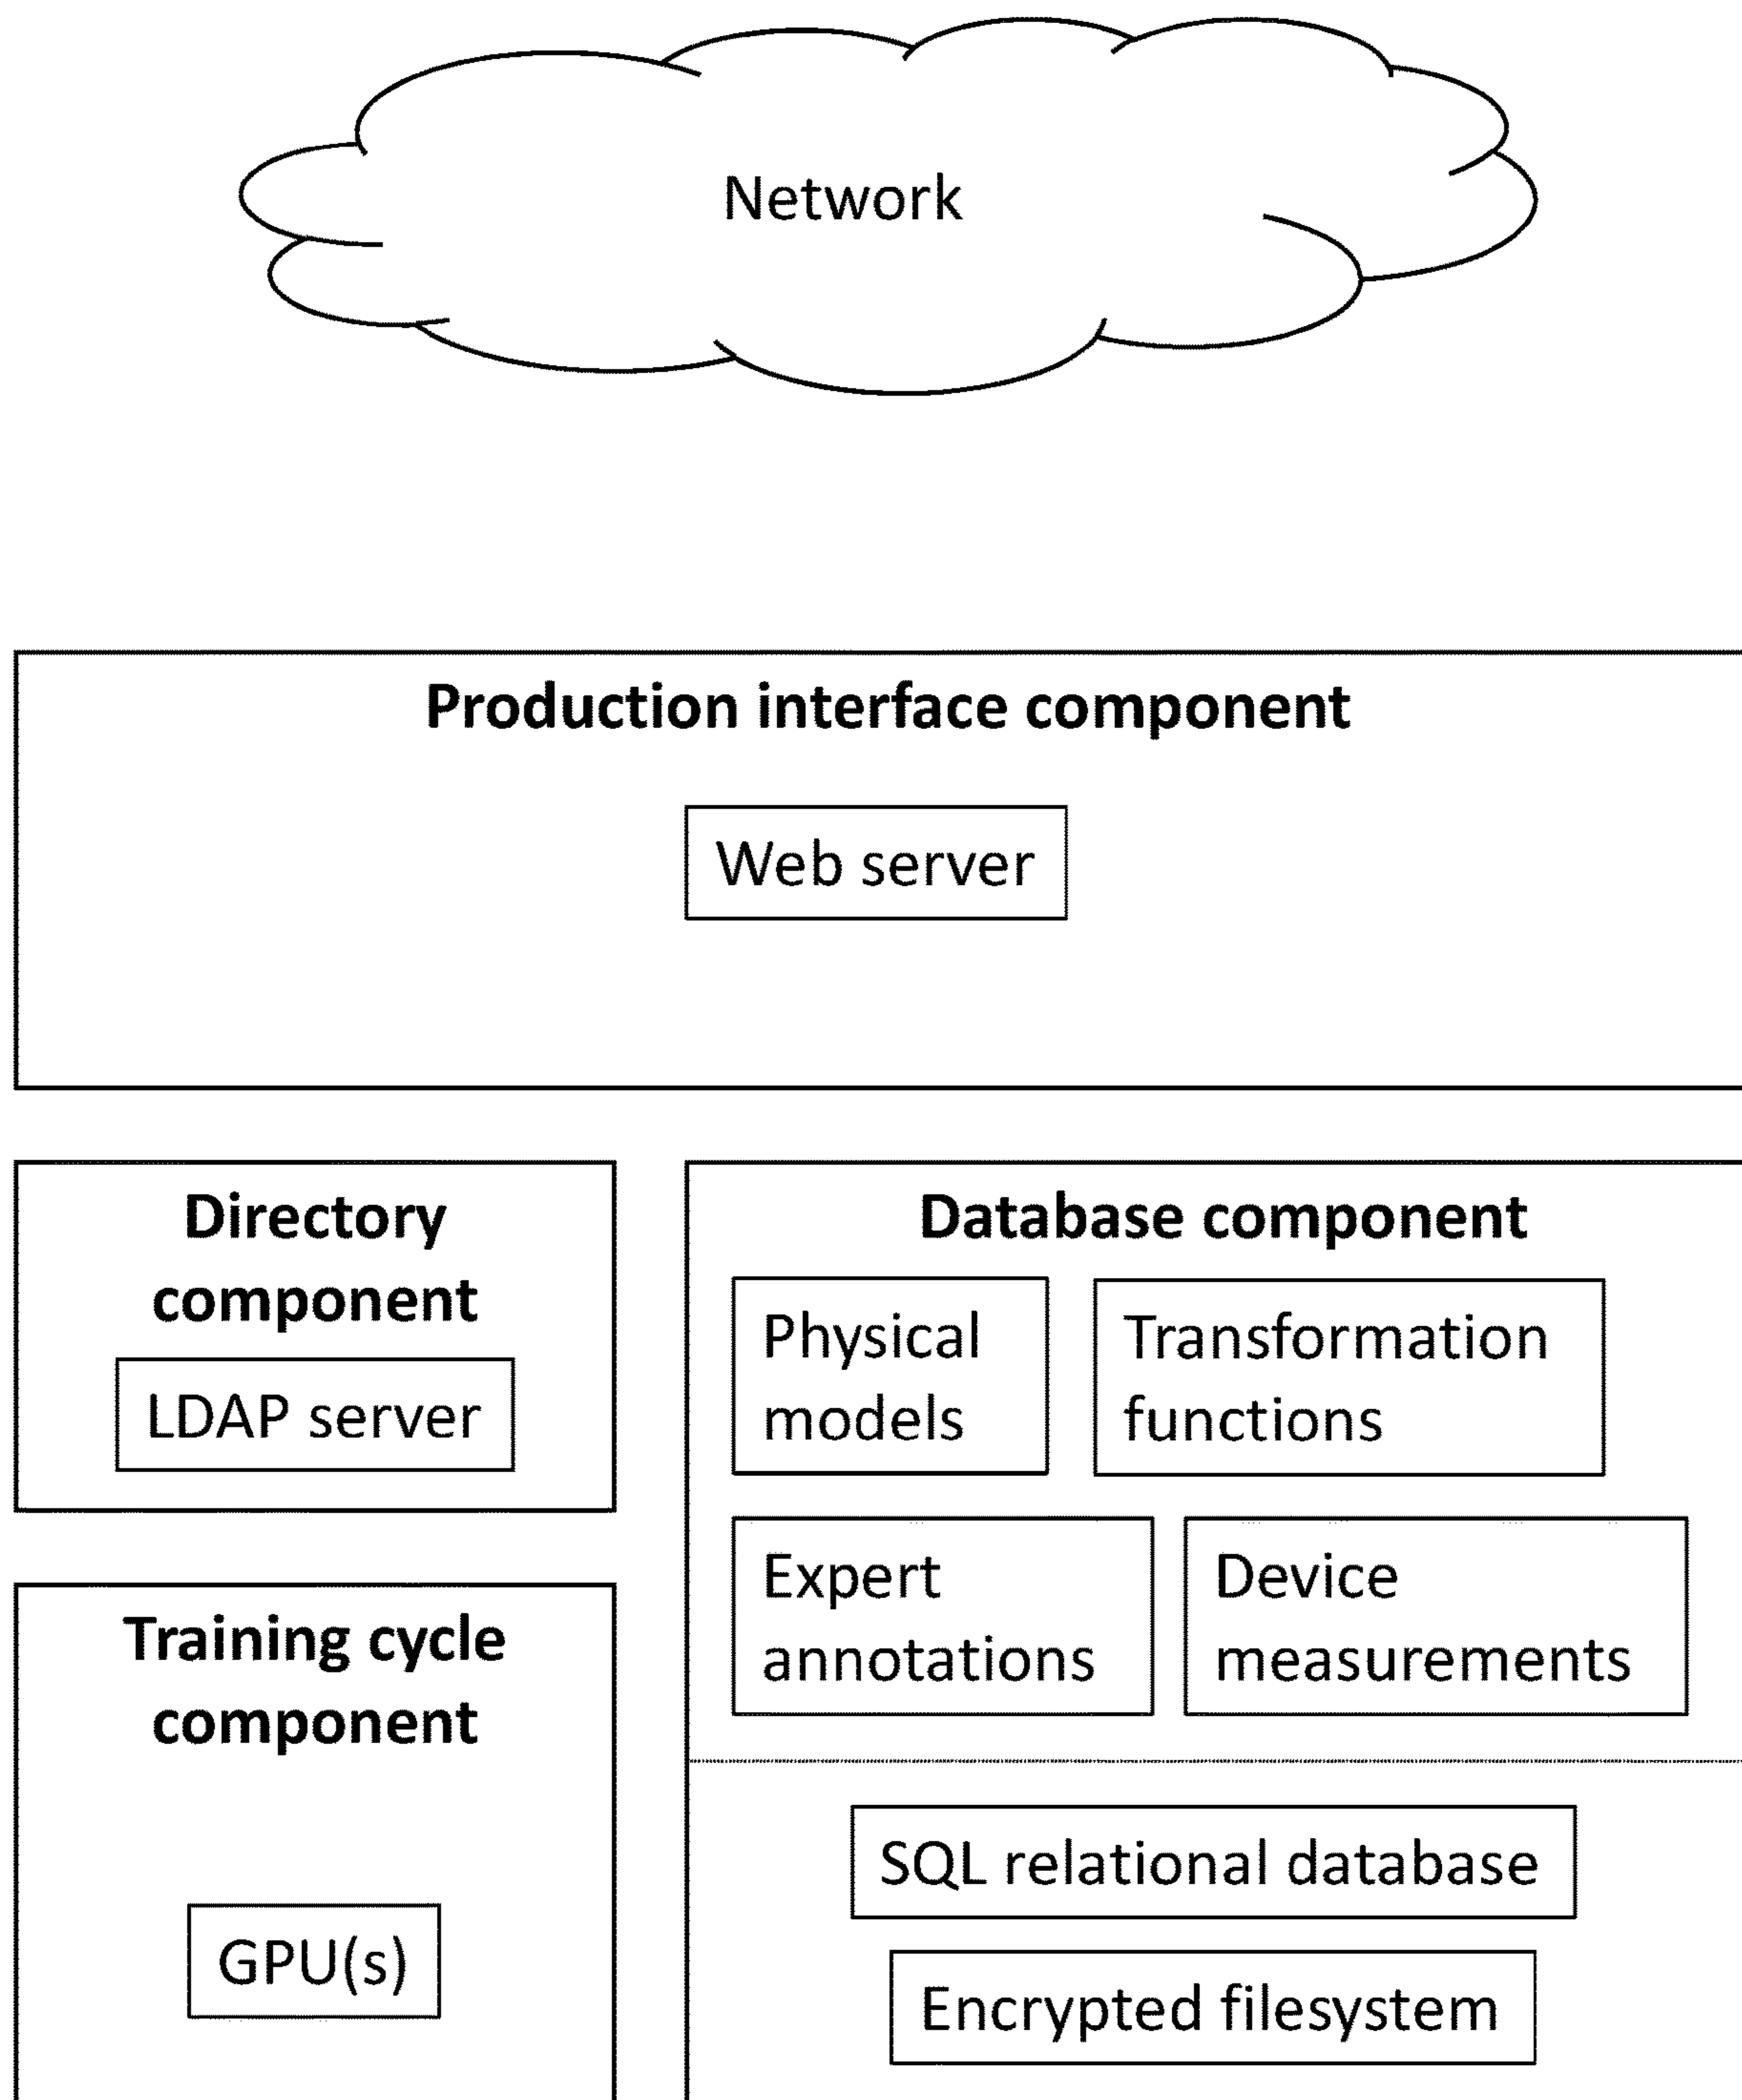 Network
Production interface component
Web server
Directory
component
LDAP server
Training cycle
component
GPU(s)
Database component
Physical
models
Transformation
functions
Expert
annotations
Device
measurements
SQL relational database
Encrypted filesystem